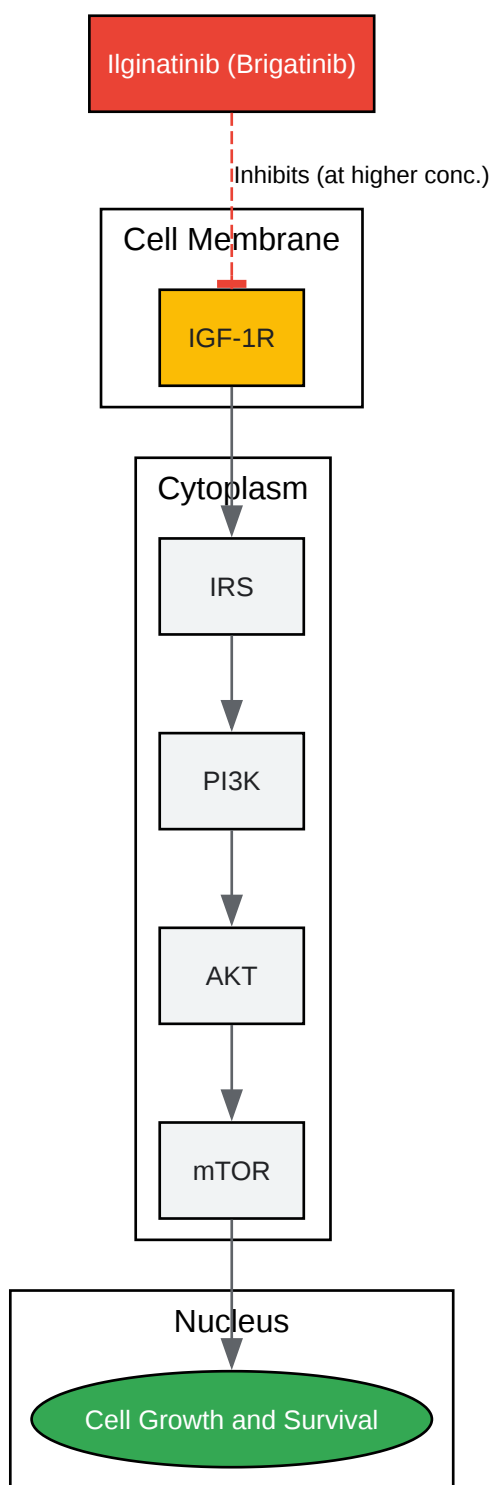 Ilginatinib (Brigatinib)
Inhibits (at higher conc.)
Cell Membrane
IGF-1R
Cytoplasm
IRS
PI3K
AKT
mTOR
Nucleus
Cell Growth and Survival